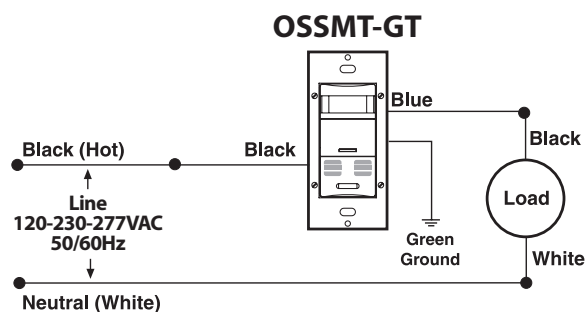 OSSMT-GT
Blue
Black (Hot)
Black
Black
Line
120-230-277VAC
50/60Hz
Load
Green
Ground
White
Neutral (White)